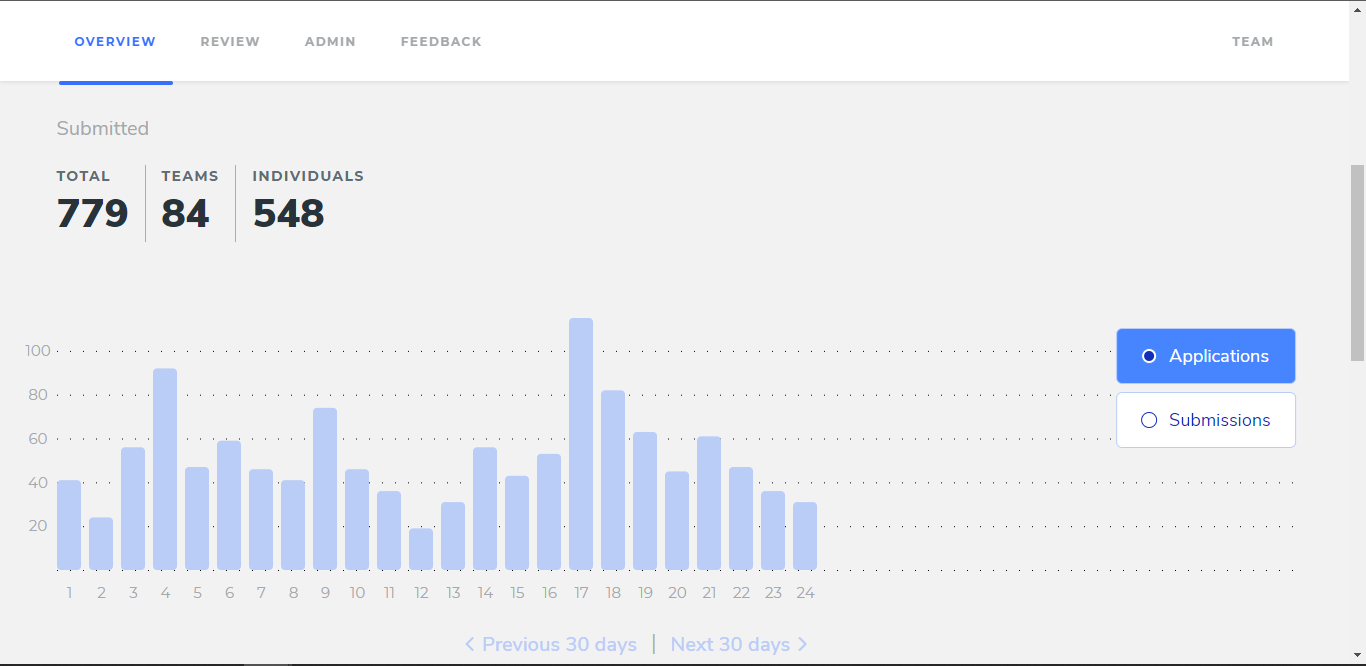 OVERVIEW REVIEW ADMIN FEEDBACK TEAM
Submitted
TOTAL TEAMS INDIVIDUALS
779 84 548
100
80
60
40
20
1 2 3 4 5 6 7 8 9 10 11 12 13 14 15 16 17 18 19 20 21 22 23 24
Applications
Submissions
< Previous 30 days | Next 30 days >